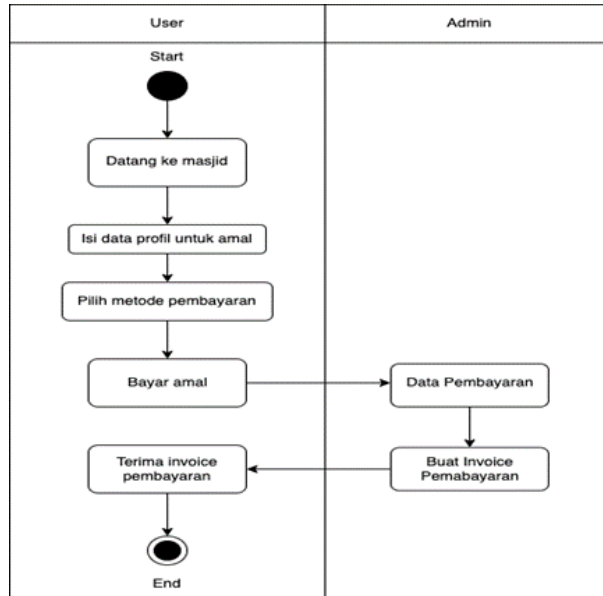 User
Admin
Start
Datang ke masjid
Isi data profil untuk amal
Pilih metode pembayaran
Bayar amal
Data Pembayaran
Buat Invoice
Pemabayaran
Terima invoice
pembayaran
End